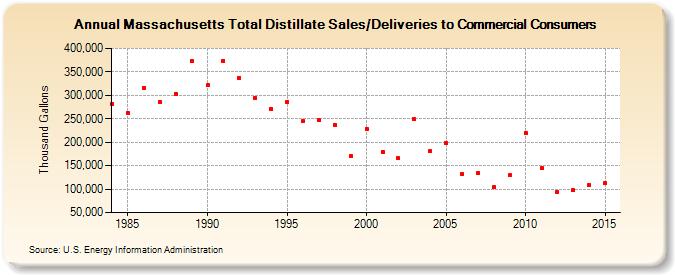 Annual Massachusetts Total Distillate Sales/Deliveries to Commercial Consumers
Thousand Gallons
400,000
350,000
300,000
250,000
200,000
150,000
100,000
50,000
1985 1990 1995 2000 2005 2010 2015
Source: U.S. Energy Information Administration